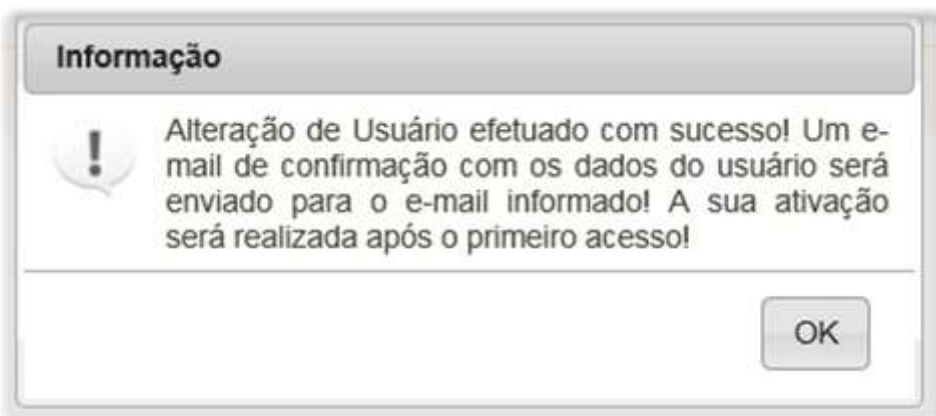 Informação
Alteração de Usuário efetuado com sucesso! Um e-
mail de confirmação com os dados do usuário será
enviado para o e-mail informado! A sua ativação
será realizada após o primeiro acesso!
OK